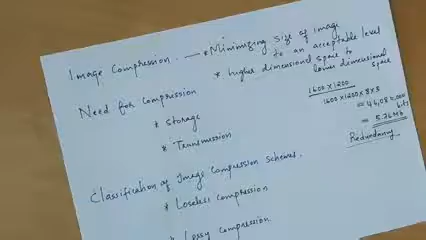 Image Compression. — * Minimizing size of image
to an acceptable level
* higher dimensional space to
lower dimensional
space
Need for Compression
* Storage
* Transmission
1600 x 1200
1600 x 1200 x 8 x 3
= 46,08,000
bits
= 5.76 MB
Redundancy
Classification of Image Compression Schemes.
* Loseless Compression
* Lossy Compression